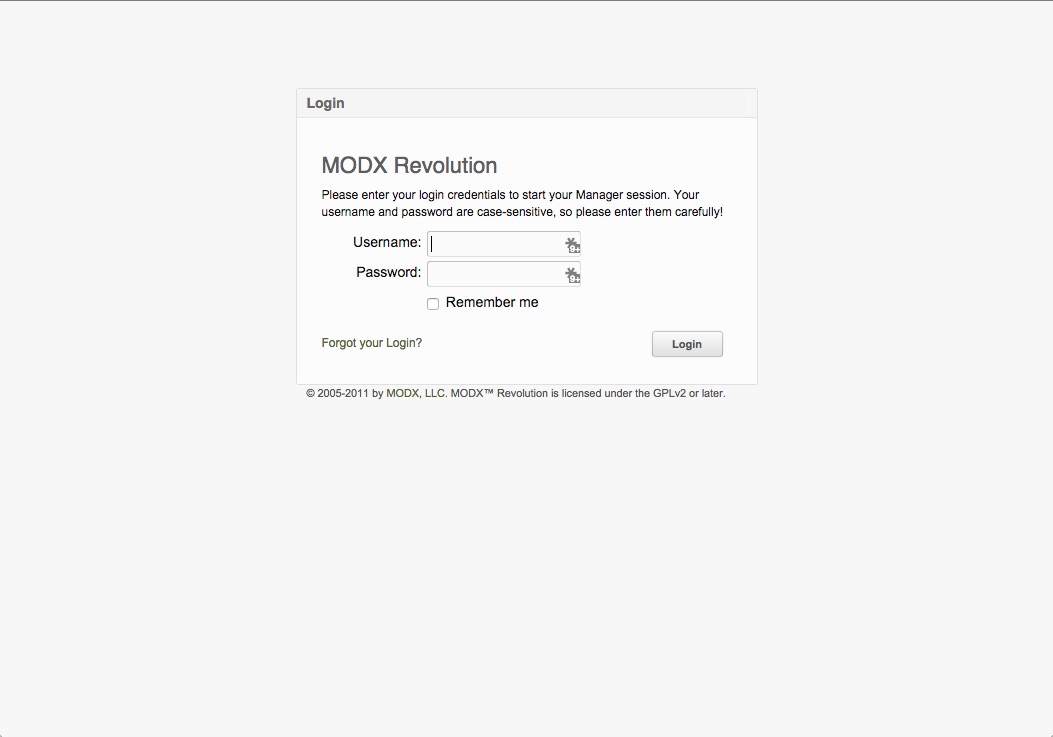 Login
MODX Revolution
Please enter your login credentials to start your Manager session. Your
username and password are case-sensitive, so please enter them carefully!
Username:
Password:
Remember me
Forgot your Login?
Login
© 2005-2011 by MODX, LLC. MODX™ Revolution is licensed under the GPLv2 or later.